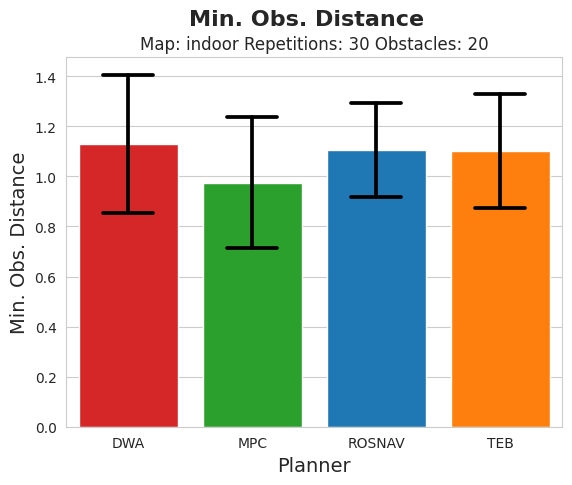 Min. Obs. Distance
Map: indoor Repetitions: 30 Obstacles: 20
Min. Obs. Distance
1.4
1.2
1.0
0.8
0.6
0.4
0.2
0.0
DWA MPC ROSNAV TEB
Planner